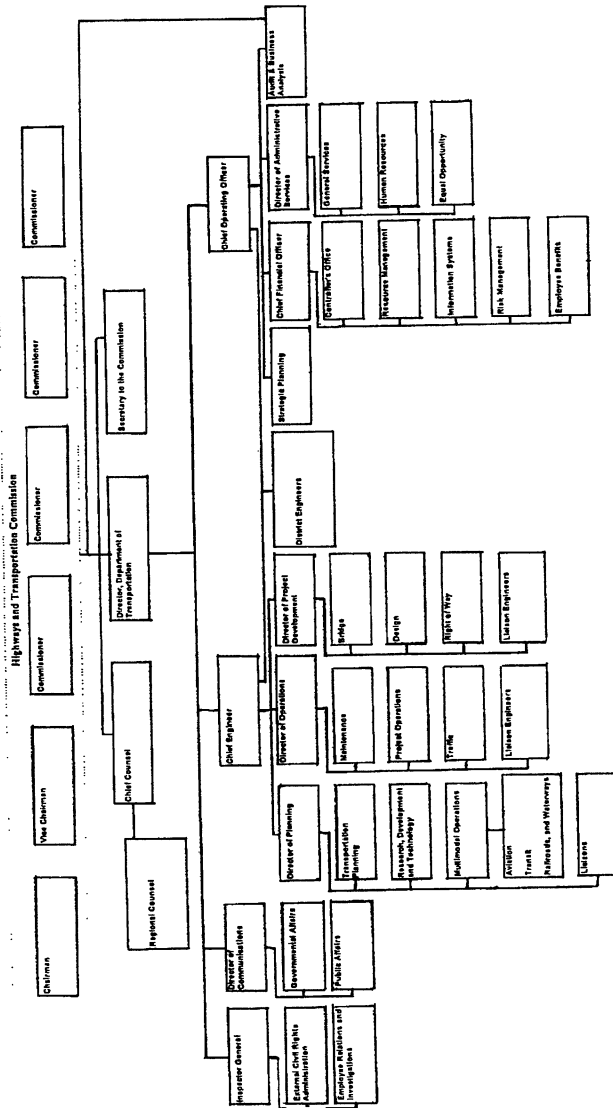 Highways and Transportation Commission
Chairman
Vice Chairman
Commissioner
Commissioner
Commissioner
Commissioner
Regional Counsel
Chief Counsel
Director, Department of
Transportation
Secretary to the Commission
Chief Engineer
Chief Operating Officer
Inspector General
Director of
Communications
Director of Planning
Director of Operations
Director of Project
Development
District Engineers
Strategic Planning
Chief Financial Officer
Director of Administrative
Services
Audit & Business
Analysis
External Civil Rights
Administration
Governmental Affairs
Transportation
Planning
Maintenance
Bridge
Controller's Office
General Services
Employee Relations and
Investigations
Public Affairs
Research, Development
and Technology
Project Operations
Design
Resource Management
Human Resources
Multimodal Operations
Traffic
Right of Way
Information Systems
Equal Opportunity
Aviation
Transit
Railroads, and Waterways
Liaison Engineers
Liaison Engineers
Risk Management
Liaisons
Employee Benefits